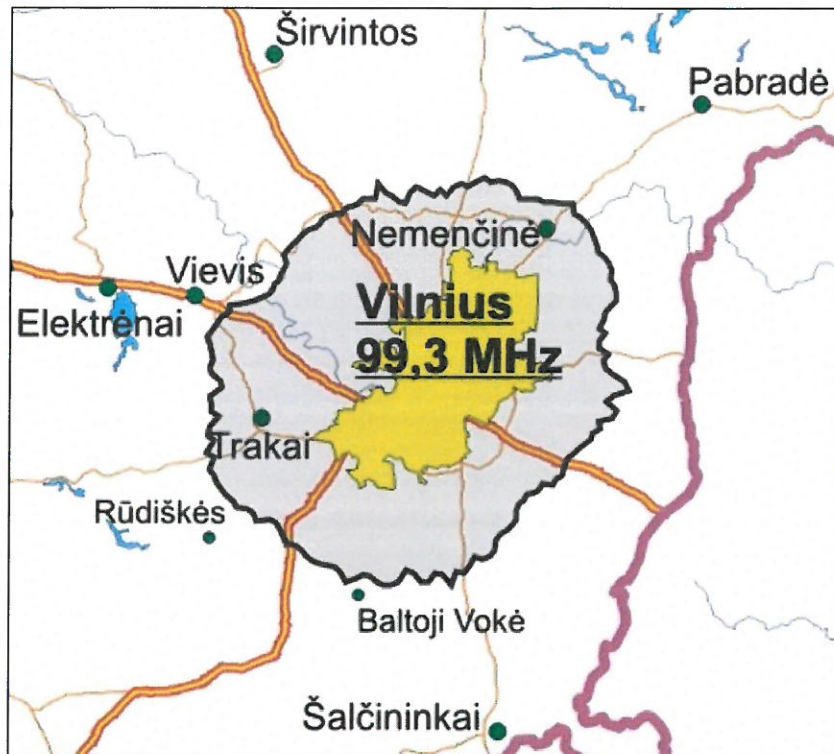 Širvintos
Pabradė
Nemenčinė
Vievis
Elektrėnai
Vilnius
99,3 MHz
Trakai
Rūdiškės
Baltoji Vokė
Šalčininkai